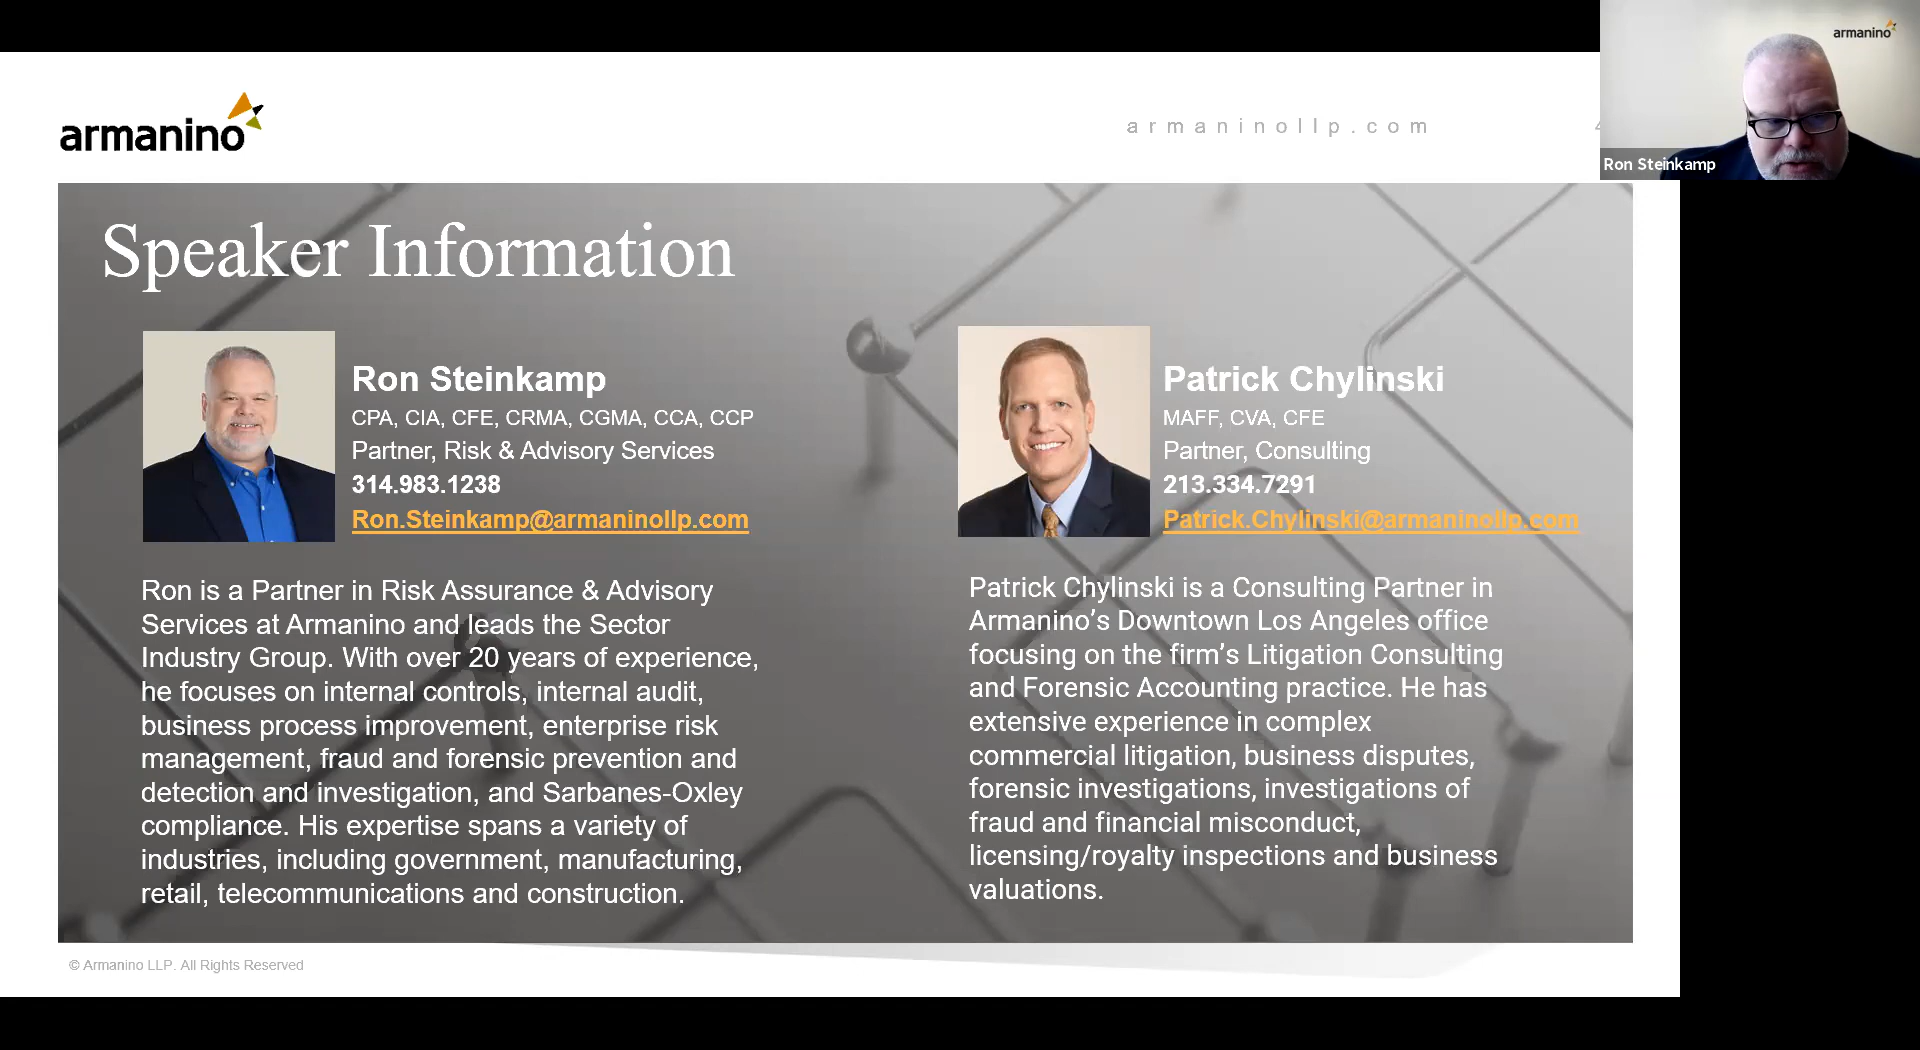 armanino
armaninollp.com
armanino
Ron Steinkamp
Speaker Information
Ron Steinkamp
CPA, CIA, CFE, CRMA, CGMA, CCA, CCP
Partner, Risk & Advisory Services
314.983.1238
Ron.Steinkamp@armaninollp.com
Ron is a Partner in Risk Assurance & Advisory
Services at Armanino and leads the Sector
Industry Group. With over 20 years of experience,
he focuses on internal controls, internal audit,
business process improvement, enterprise risk
management, fraud and forensic prevention and
detection and investigation, and Sarbanes-Oxley
compliance. His expertise spans a variety of
industries, including government, manufacturing,
retail, telecommunications and construction.
Patrick Chylinski
MAFF, CVA, CFE
Partner, Consulting
213.334.7291
Patrick.Chylinski@armaninollp.com
Patrick Chylinski is a Consulting Partner in
Armanino’s Downtown Los Angeles office
focusing on the firm’s Litigation Consulting
and Forensic Accounting practice. He has
extensive experience in complex
commercial litigation, business disputes,
forensic investigations, investigations of
fraud and financial misconduct,
licensing/royalty inspections and business
valuations.
© Armanino LLP. All Rights Reserved